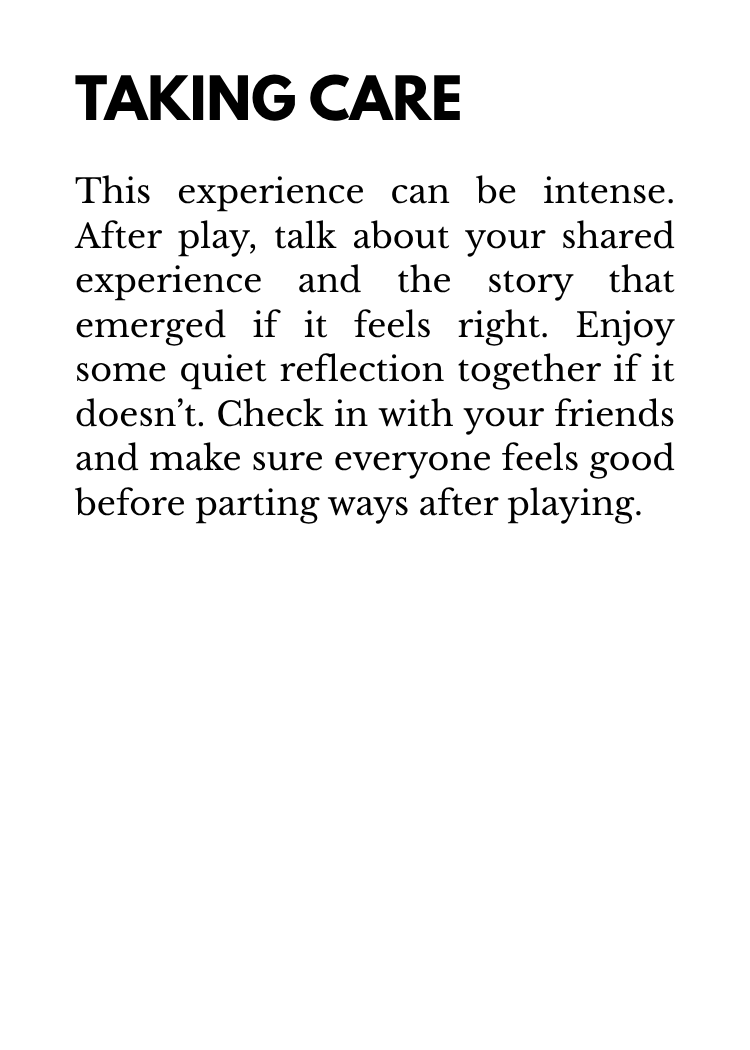 TAKING CARE
This experience can be intense.
After play, talk about your shared
experience and the story that
emerged if it feels right. Enjoy
some quiet reflection together if it
doesn’t. Check in with your friends
and make sure everyone feels good
before parting ways after playing.